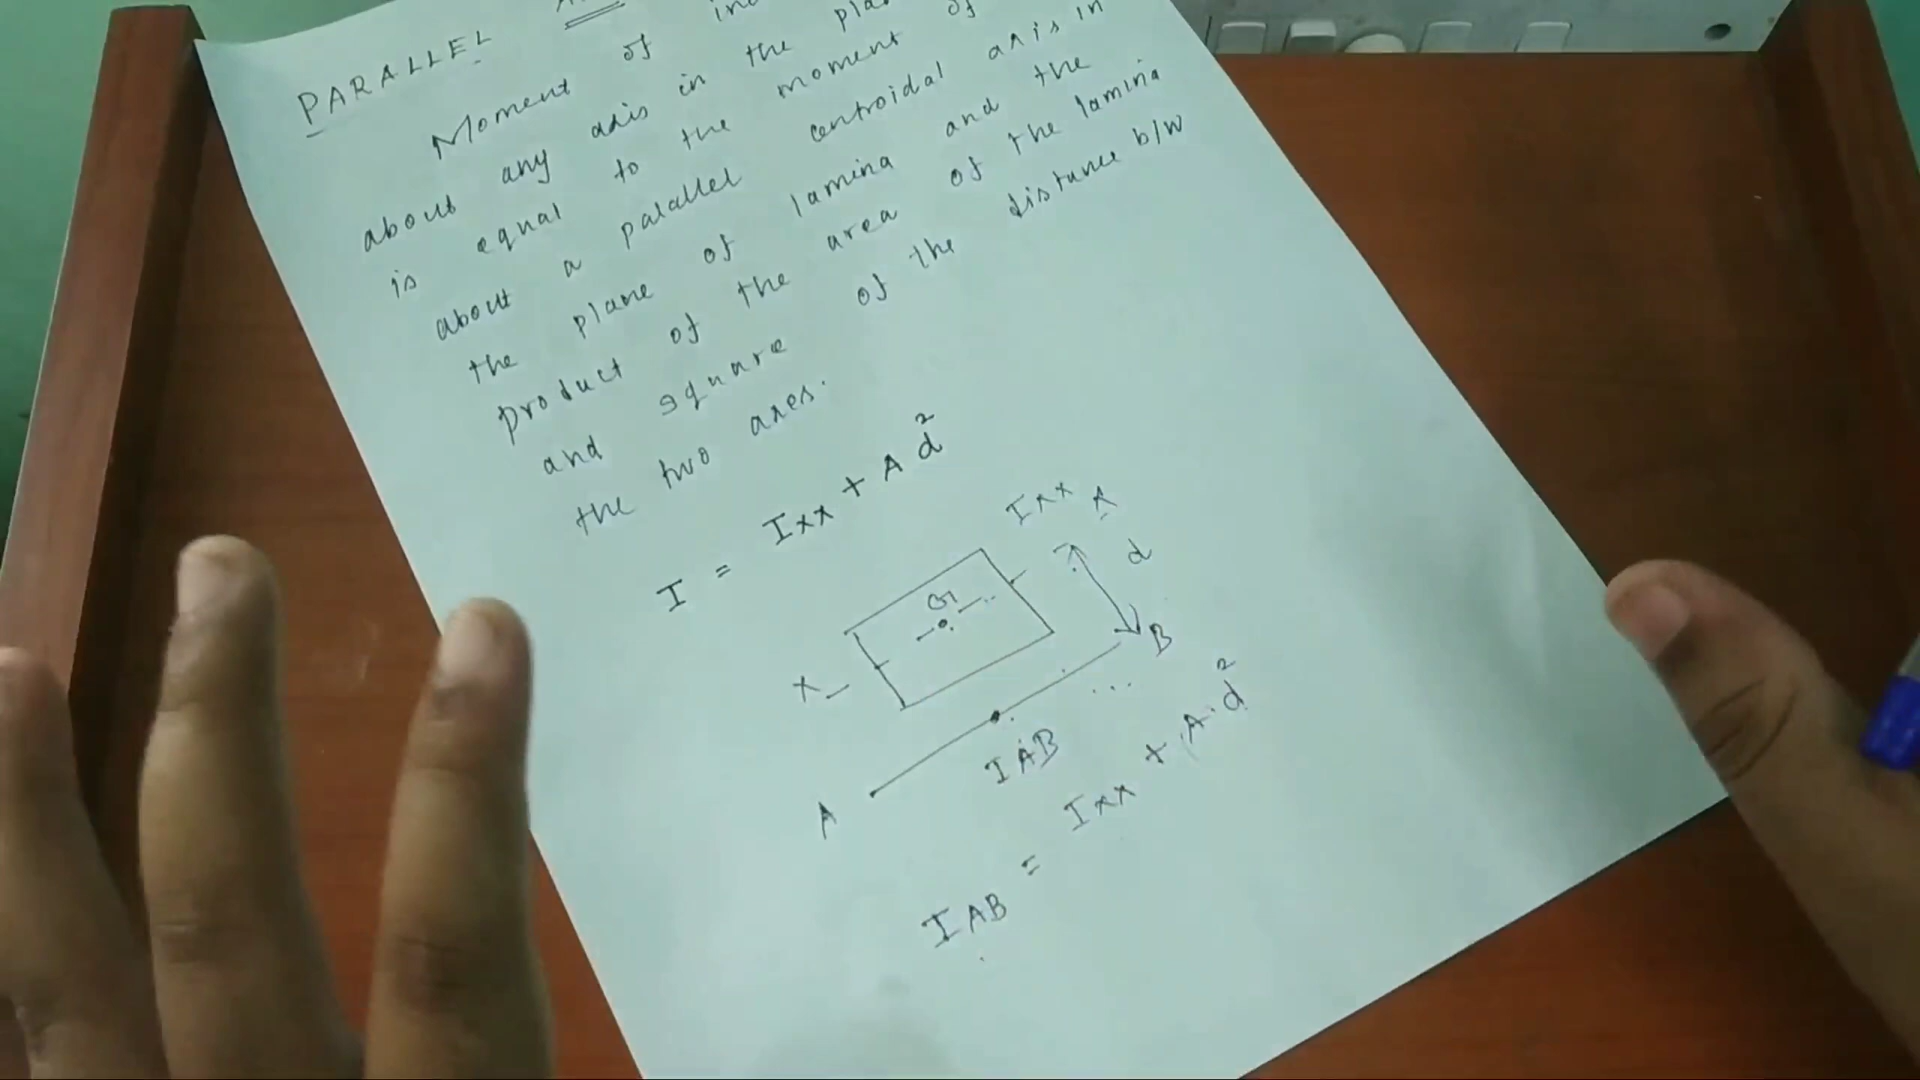 PARALLEL
Moment of
about any axis in the
is equal to the moment of
about a parallel centroidal axis in
the plane of lamina and the
product of the area of the lamina
and square of the distance b/w
the two axes.
I = Ixx + Ad²
Ixx A
G
d
X
B
IAB
A
IAB = Ixx + A·d²